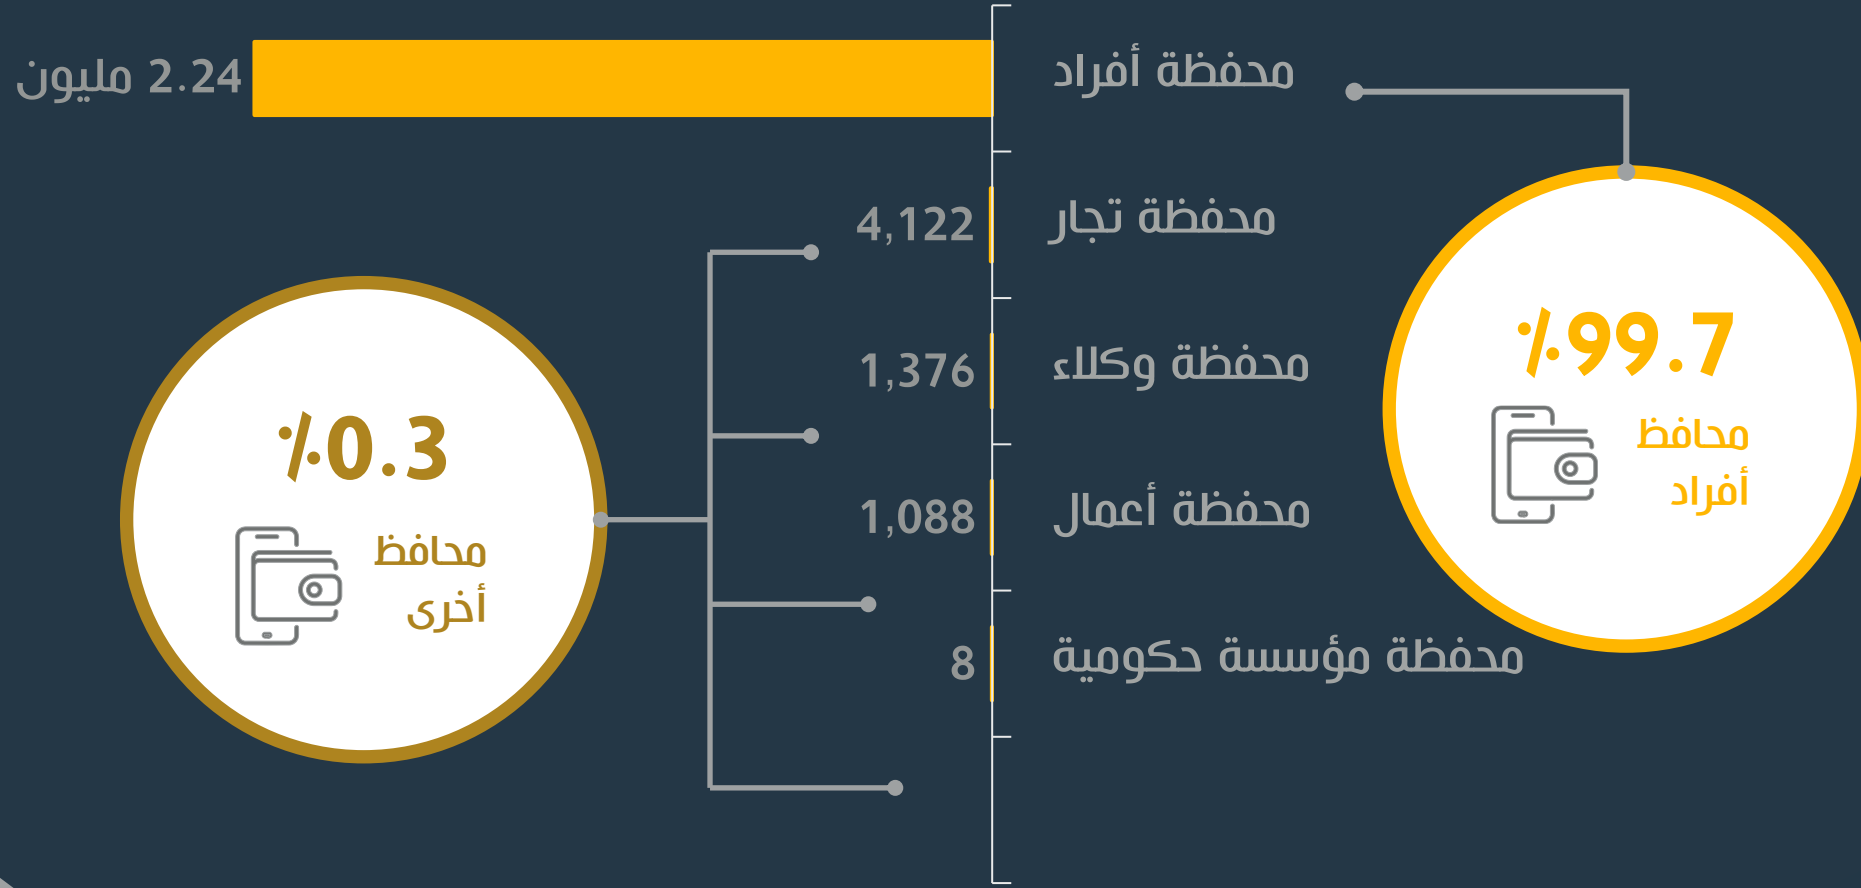 محفظة أفراد
2.24 مليون
محفظة تجار
4,122
محفظة وكلاء
1,376
محفظة أعمال
1,088
محفظة مؤسسة حكومية
8
99.7٪
محافظ
أفراد
0.3٪
محافظ
أخرى